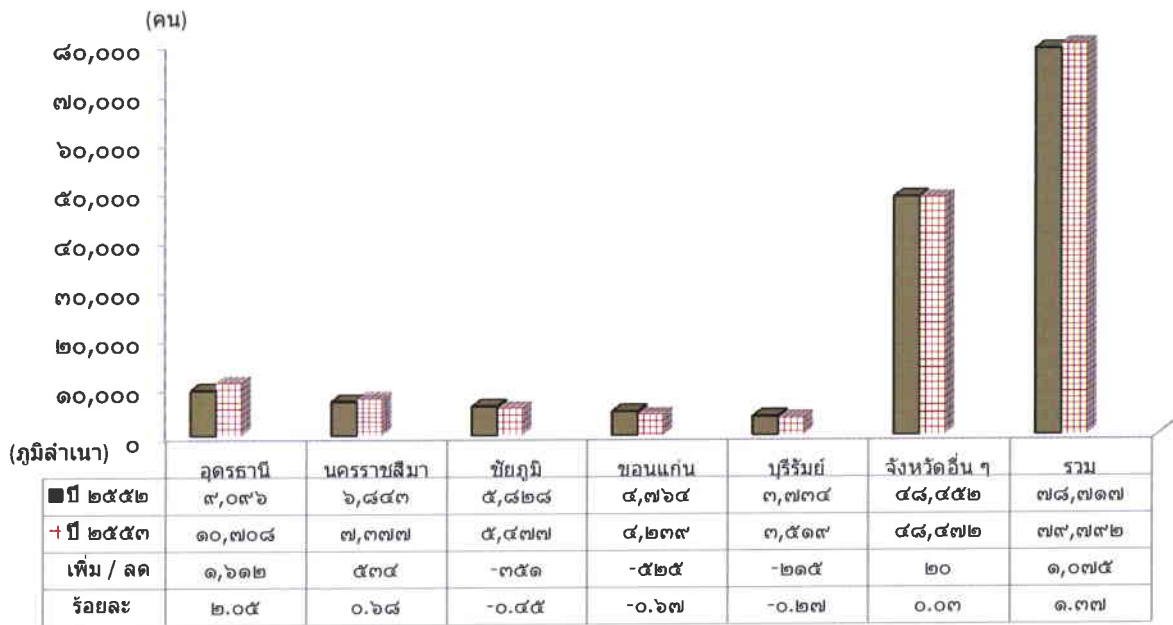 (คน)
๘๐,๐๐๐
๗๐,๐๐๐
๖๐,๐๐๐
๕๐,๐๐๐
๔๐,๐๐๐
๓๐,๐๐๐
๒๐,๐๐๐
๑๐,๐๐๐
๐
(ภูมิลำเนา)
อุดรธานี นครราชสีมา ชัยภูมิ ขอนแก่น บุรีรัมย์ จังหวัดอื่น ๆ รวม
ปี ๒๕๕๒ ๙,๐๙๖ ๖,๘๔๓ ๕,๘๒๘ ๔,๗๖๔ ๓,๗๓๔ ๔๘,๔๕๒ ๗๘,๗๑๗
ปี ๒๕๕๓ ๑๐,๗๐๘ ๗,๓๗๗ ๕,๔๗๗ ๔,๒๓๙ ๓,๕๑๙ ๔๘,๔๗๒ ๗๙,๗๙๒
เพิ่ม / ลด ๑,๖๑๒ ๕๓๔ -๓๕๑ -๕๒๕ -๒๑๕ ๒๐ ๑,๐๗๕
ร้อยละ ๒.๐๕ ๐.๖๘ -๐.๔๕ -๐.๖๗ -๐.๒๗ ๐.๐๓ ๑.๓๗